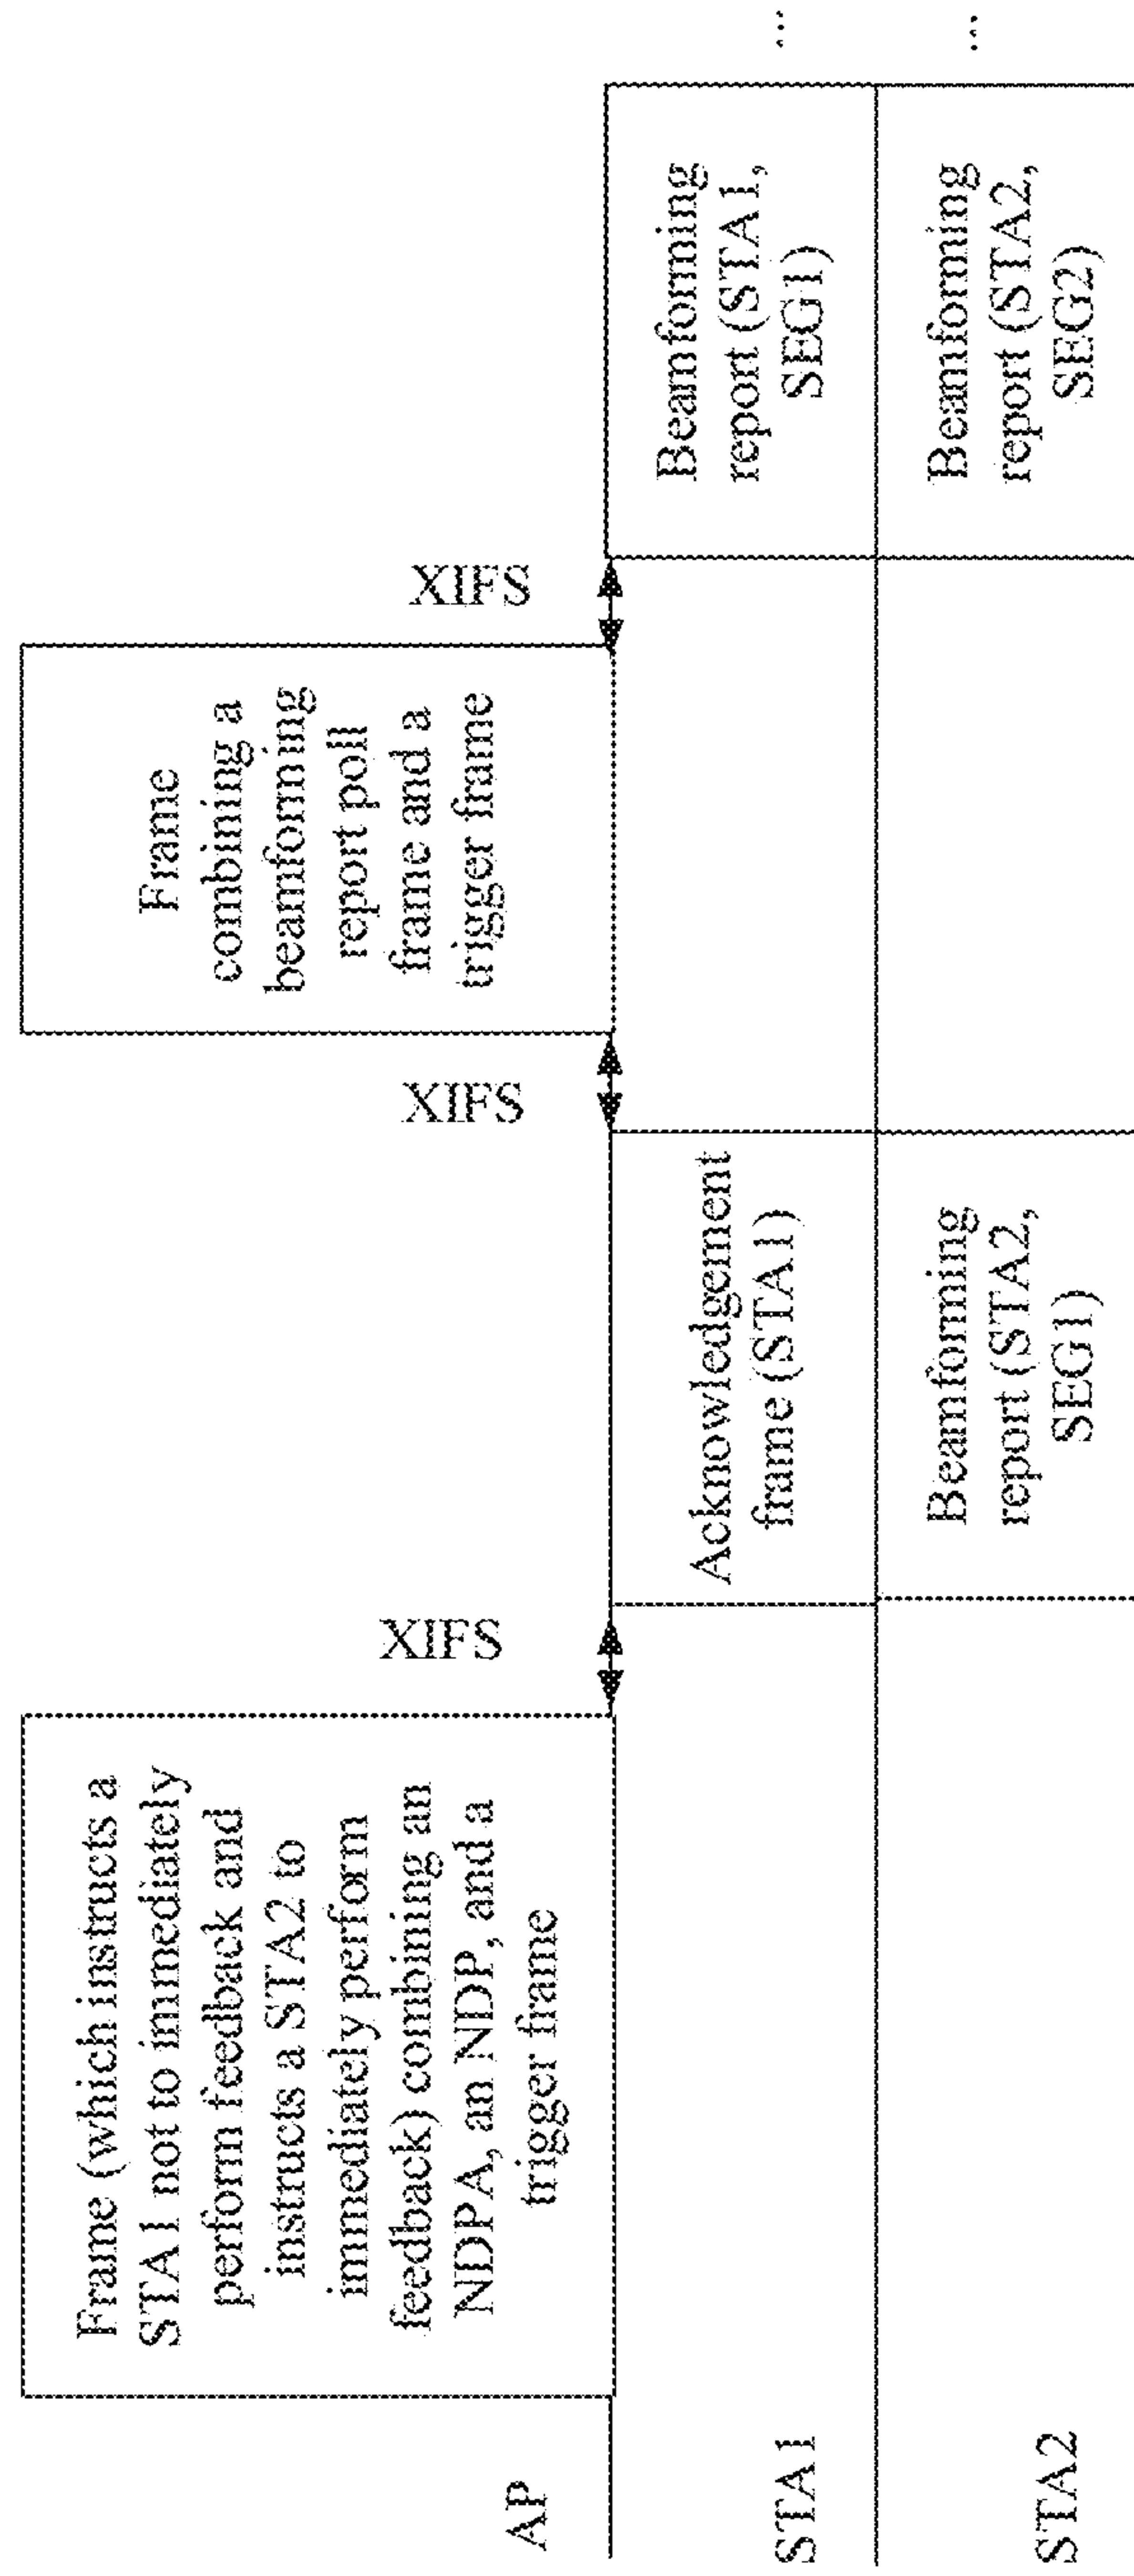 AP
Frame (which instructs a
STA1 not to immediately
perform feedback and
instructs a STA2 to
immediately perform
feedback) combining an
NDPA, an NDP, and a
trigger frame
XIFS
XIFS
Frame
combining a
beamforming
report poll
frame and a
trigger frame
XIFS
STA1
Acknowledgement
frame (STA1)
Beamforming
report (STA1,
SEG1)
...
STA2
Beamforming
report (STA2,
SEG1)
Beamforming
report (STA2,
SEG2)
...